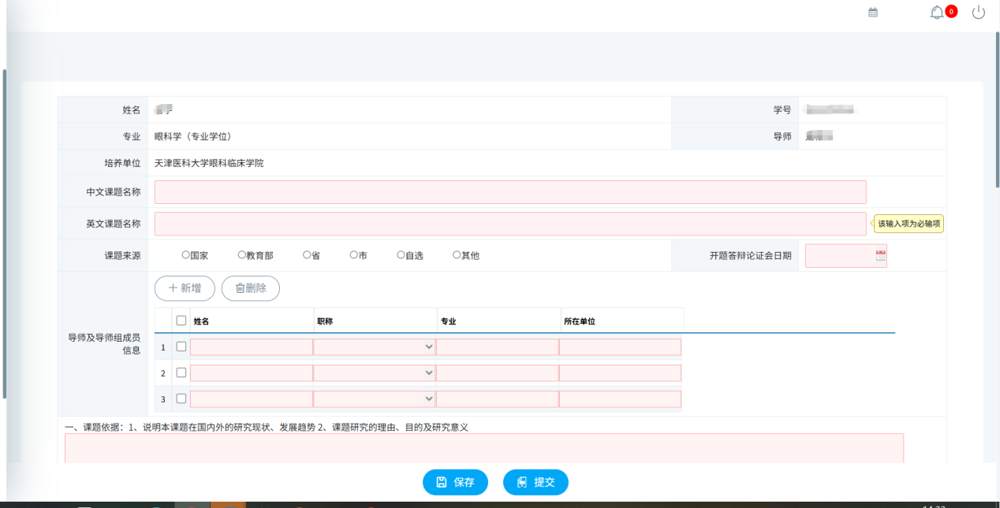 0
姓名 学号
专业 眼科学（专业学位） 导师
培养单位 天津医科大学眼科临床学院
中文课题名称
英文课题名称 该输入项为必输项
课题来源 国家 教育部 省 市 自选 其他 开题答辩论证会日期
新增 删除
姓名 职称 专业 所在单位
导师及导师组成员
信息
1
2
3
一、课题依据：1、说明本课题在国内外的研究现状、发展趋势 2、课题研究的理由、目的及研究意义
保存 提交